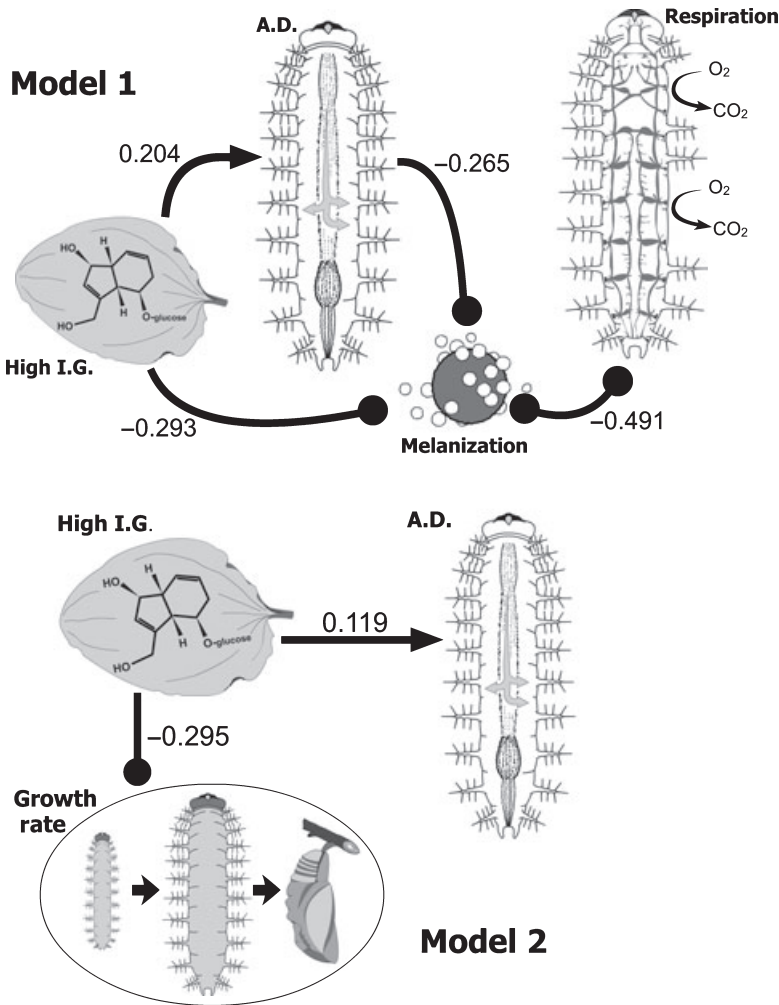 A.D.
Respiration
Model 1
O₂
CO₂
0.204
−0.265
O₂
CO₂
HO
H
H
O-glucose
HO
High I.G.
−0.293
Melanization
−0.491
High I.G.
A.D.
H
HO
H
O-glucose
HO
0.119
−0.295
Growth
rate
Model 2